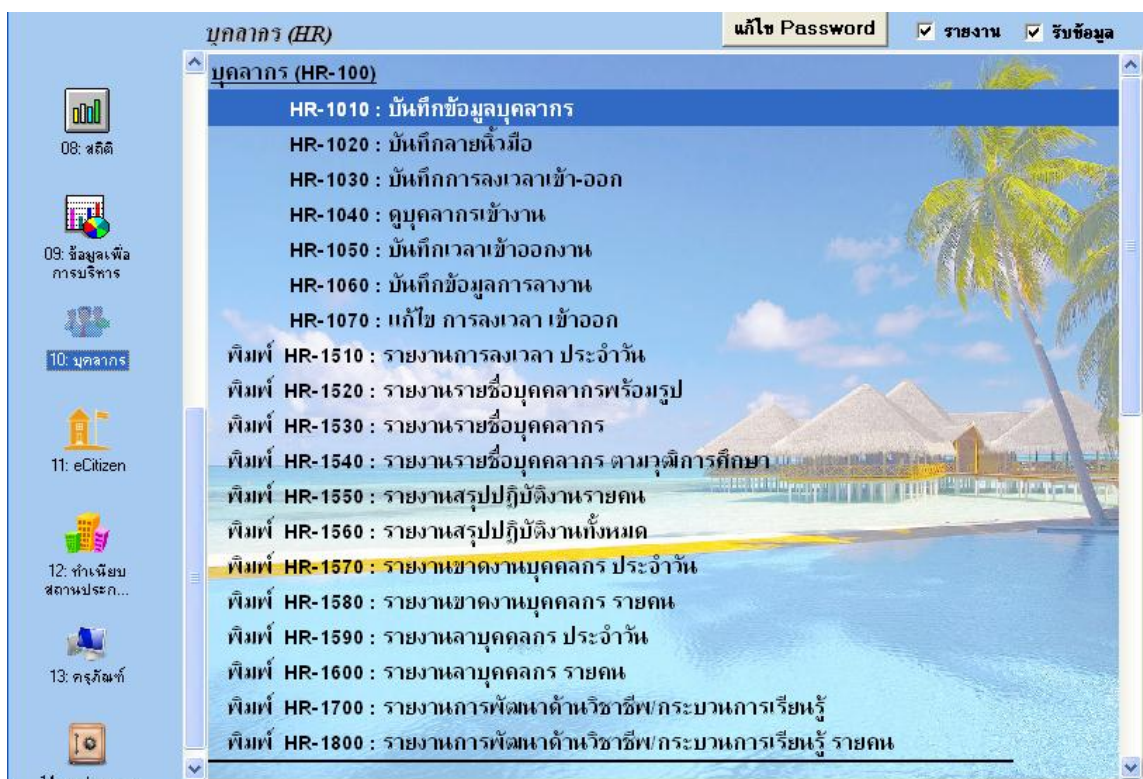 บุคลากร (HR)
แก้ไข Password
รายงาน
รับข้อมูล
08: สถิติ
09: ข้อมูลเพื่อ
การบริหาร
10: บุคลากร
11: eCitizen
12: ทำเนียบ
สถานประก...
13: ครุภัณฑ์
บุคลากร (HR-100)
HR-1010 : บันทึกข้อมูลบุคลากร
HR-1020 : บันทึกลายนิ้วมือ
HR-1030 : บันทึกการลงเวลาเข้า-ออก
HR-1040 : ดูบุคลากรเข้างาน
HR-1050 : บันทึกเวลาเข้าออกงาน
HR-1060 : บันทึกข้อมูลการลางาน
HR-1070 : แก้ไข การลงเวลา เข้าออก
พิมพ์ HR-1510 : รายงานการลงเวลา ประจำวัน
พิมพ์ HR-1520 : รายงานรายชื่อบุคคลากรพร้อมรูป
พิมพ์ HR-1530 : รายงานรายชื่อบุคคลากร
พิมพ์ HR-1540 : รายงานรายชื่อบุคคลากร ตามวุฒิการศึกษา
พิมพ์ HR-1550 : รายงานสรุปปฏิบัติงานรายคน
พิมพ์ HR-1560 : รายงานสรุปปฏิบัติงานทั้งหมด
พิมพ์ HR-1570 : รายงานขาดงานบุคคลกร ประจำวัน
พิมพ์ HR-1580 : รายงานขาดงานบุคคลกร รายคน
พิมพ์ HR-1590 : รายงานลาบุคคลกร ประจำวัน
พิมพ์ HR-1600 : รายงานลาบุคคลกร รายคน
พิมพ์ HR-1700 : รายงานการพัฒนาด้านวิชาชีพ/กระบวนการเรียนรู้
พิมพ์ HR-1800 : รายงานการพัฒนาด้านวิชาชีพ/กระบวนการเรียนรู้ รายคน